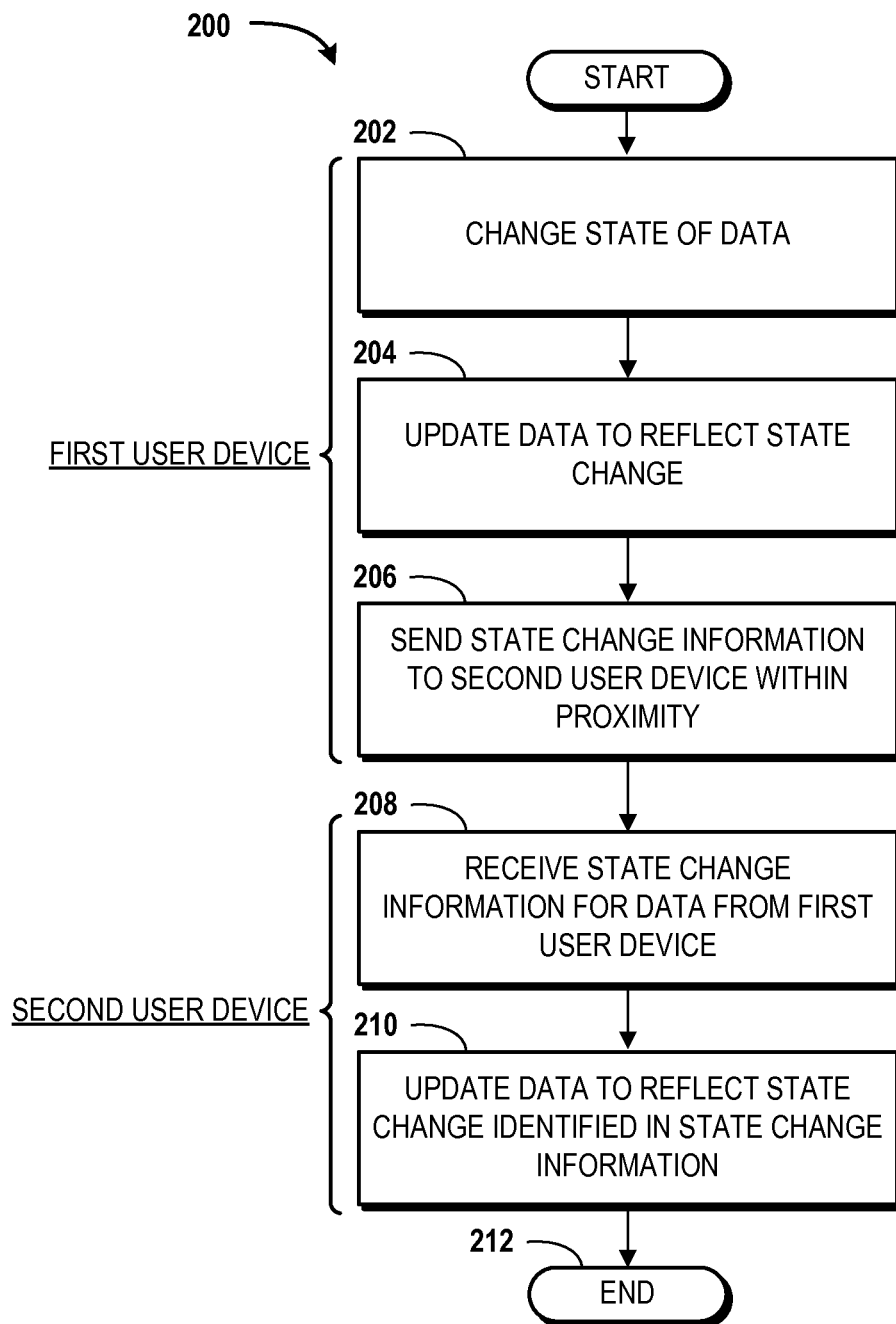 200
START
202
CHANGE STATE OF DATA
204
UPDATE DATA TO REFLECT STATE
CHANGE
FIRST USER DEVICE
206
SEND STATE CHANGE INFORMATION
TO SECOND USER DEVICE WITHIN
PROXIMITY
208
RECEIVE STATE CHANGE
INFORMATION FOR DATA FROM FIRST
USER DEVICE
SECOND USER DEVICE
210
UPDATE DATA TO REFLECT STATE
CHANGE IDENTIFIED IN STATE CHANGE
INFORMATION
212
END